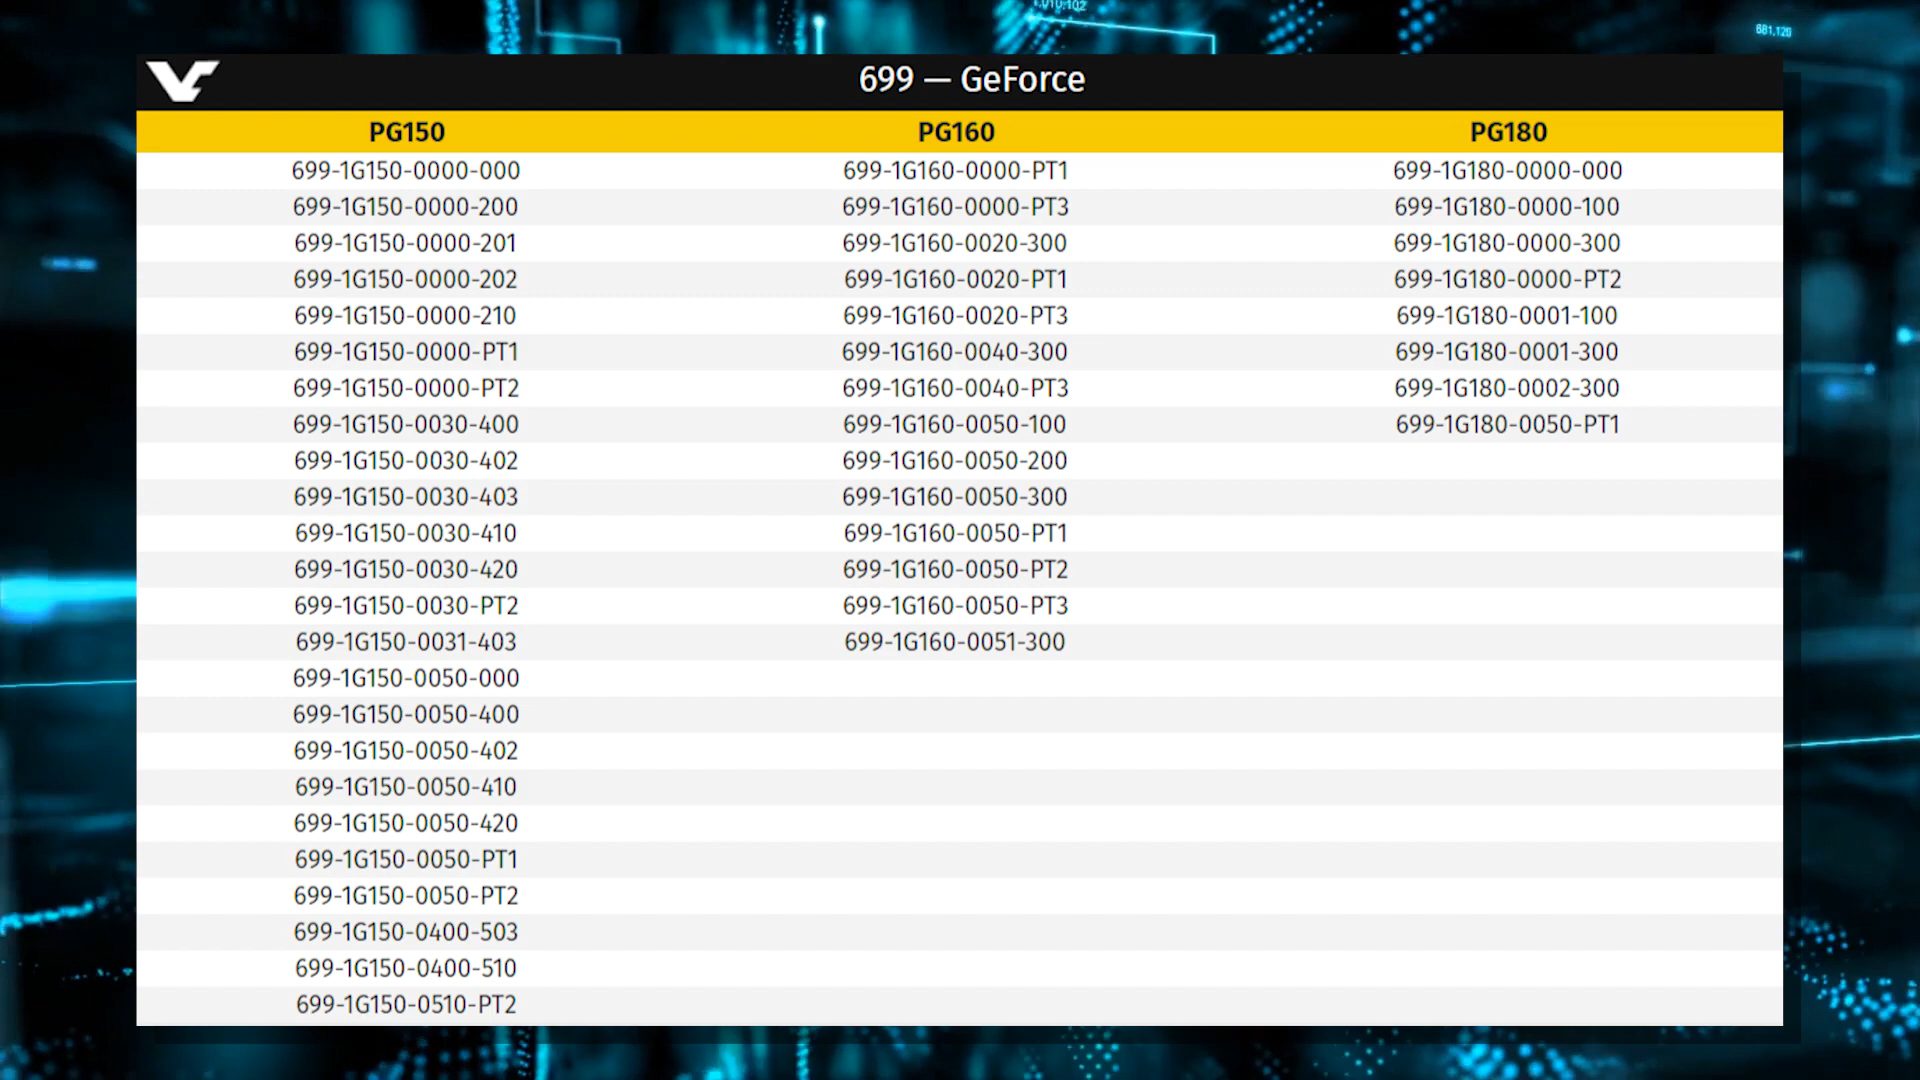 1,010,102
681,120
699 — GeForce
PG150 PG160 PG180
699-1G150-0000-000 699-1G160-0000-PT1 699-1G180-0000-000
699-1G150-0000-200 699-1G160-0000-PT3 699-1G180-0000-100
699-1G150-0000-201 699-1G160-0020-300 699-1G180-0000-300
699-1G150-0000-202 699-1G160-0020-PT1 699-1G180-0000-PT2
699-1G150-0000-210 699-1G160-0020-PT3 699-1G180-0001-100
699-1G150-0000-PT1 699-1G160-0040-300 699-1G180-0001-300
699-1G150-0000-PT2 699-1G160-0040-PT3 699-1G180-0002-300
699-1G150-0030-400 699-1G160-0050-100 699-1G180-0050-PT1
699-1G150-0030-402 699-1G160-0050-200
699-1G150-0030-403 699-1G160-0050-300
699-1G150-0030-410 699-1G160-0050-PT1
699-1G150-0030-420 699-1G160-0050-PT2
699-1G150-0030-PT2 699-1G160-0050-PT3
699-1G150-0031-403 699-1G160-0051-300
699-1G150-0050-000
699-1G150-0050-400
699-1G150-0050-402
699-1G150-0050-410
699-1G150-0050-420
699-1G150-0050-PT1
699-1G150-0050-PT2
699-1G150-0400-503
699-1G150-0400-510
699-1G150-0510-PT2